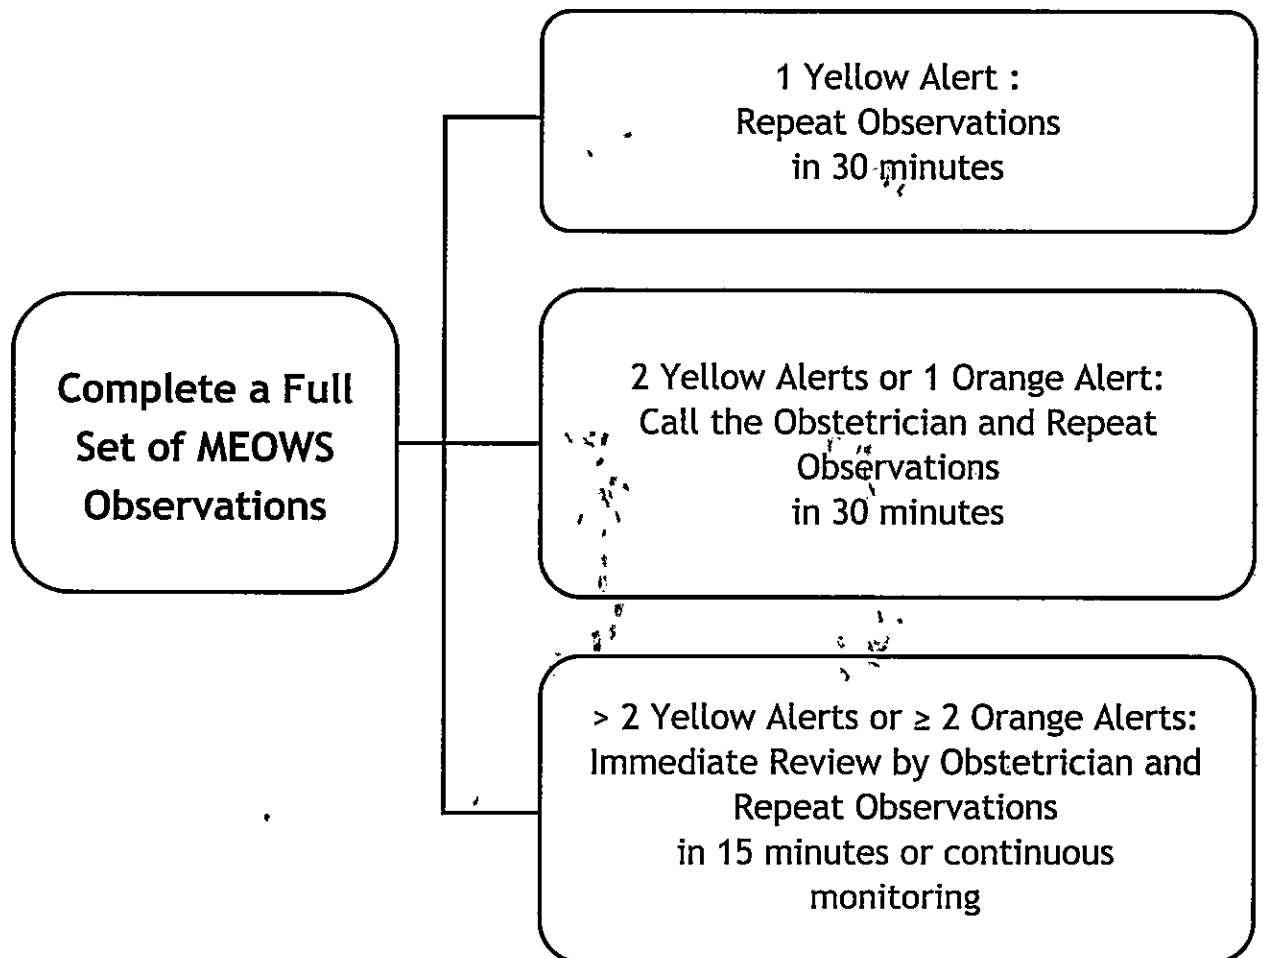 Complete a Full
Set of MEOWS
Observations
1 Yellow Alert :
Repeat Observations
in 30 minutes
2 Yellow Alerts or 1 Orange Alert:
Call the Obstetrician and Repeat
Observations
in 30 minutes
> 2 Yellow Alerts or ≥ 2 Orange Alerts:
Immediate Review by Obstetrician and
Repeat Observations
in 15 minutes or continuous
monitoring